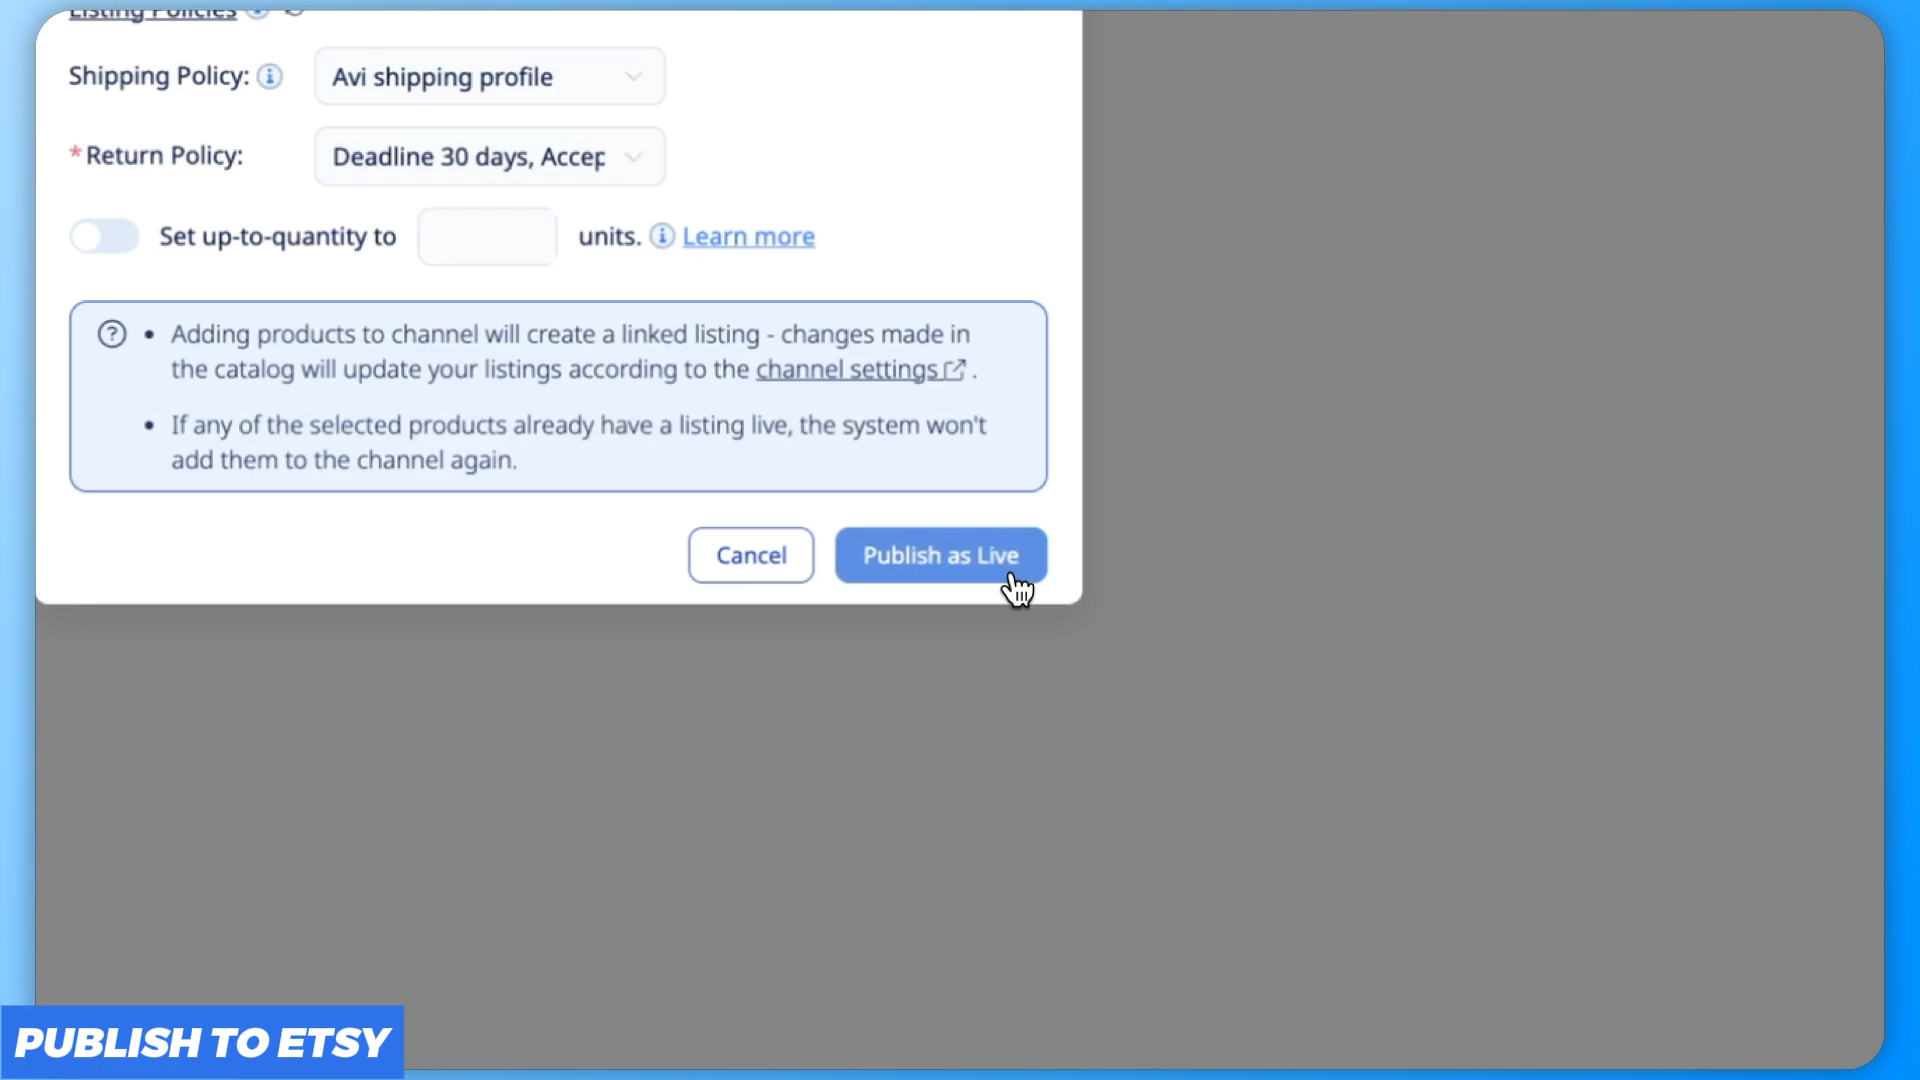 Listing Policies
Shipping Policy:
Avi shipping profile
* Return Policy:
Deadline 30 days, Accep
Set up-to-quantity to
units.
Learn more
• Adding products to channel will create a linked listing - changes made in
the catalog will update your listings according to the channel settings .
• If any of the selected products already have a listing live, the system won't
add them to the channel again.
Cancel
Publish as Live
PUBLISH TO ETSY